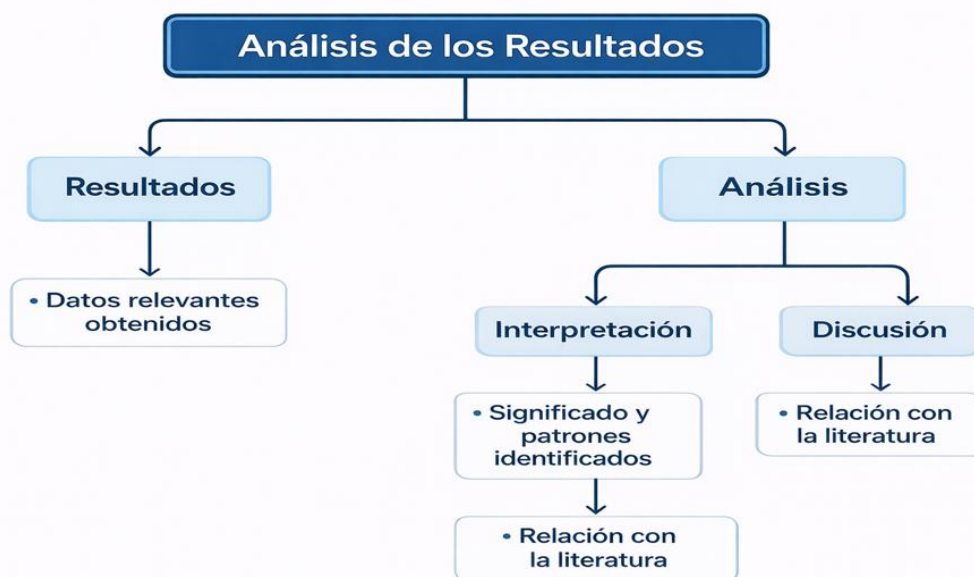 Análisis de los Resultados
Resultados
Análisis
• Datos relevantes
obtenidos
Interpretación
Discusión
• Significado y
patrones
identificados
• Relación con
la literatura
• Relación con
la literatura